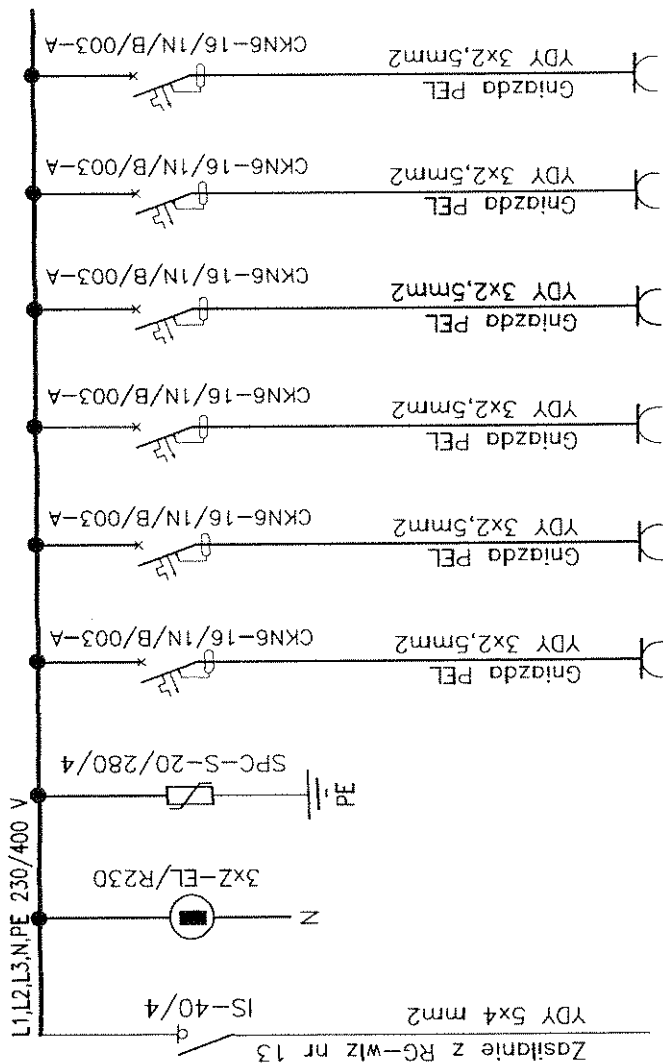 L1,L2,L3,N,PE 230/400 V
Zasilanie z RG-wlz nr 13
YDY 5x4 mm2
IS-40/4
3xZ-EL/R230
N
SPC-S-20/280/4
PE
CKN6-16/1N/B/003-A
Gniazda PEL
YDY 3x2,5mm2
CKN6-16/1N/B/003-A
Gniazda PEL
YDY 3x2,5mm2
CKN6-16/1N/B/003-A
Gniazda PEL
YDY 3x2,5mm2
CKN6-16/1N/B/003-A
Gniazda PEL
YDY 3x2,5mm2
CKN6-16/1N/B/003-A
Gniazda PEL
YDY 3x2,5mm2
CKN6-16/1N/B/003-A
Gniazda PEL
YDY 3x2,5mm2